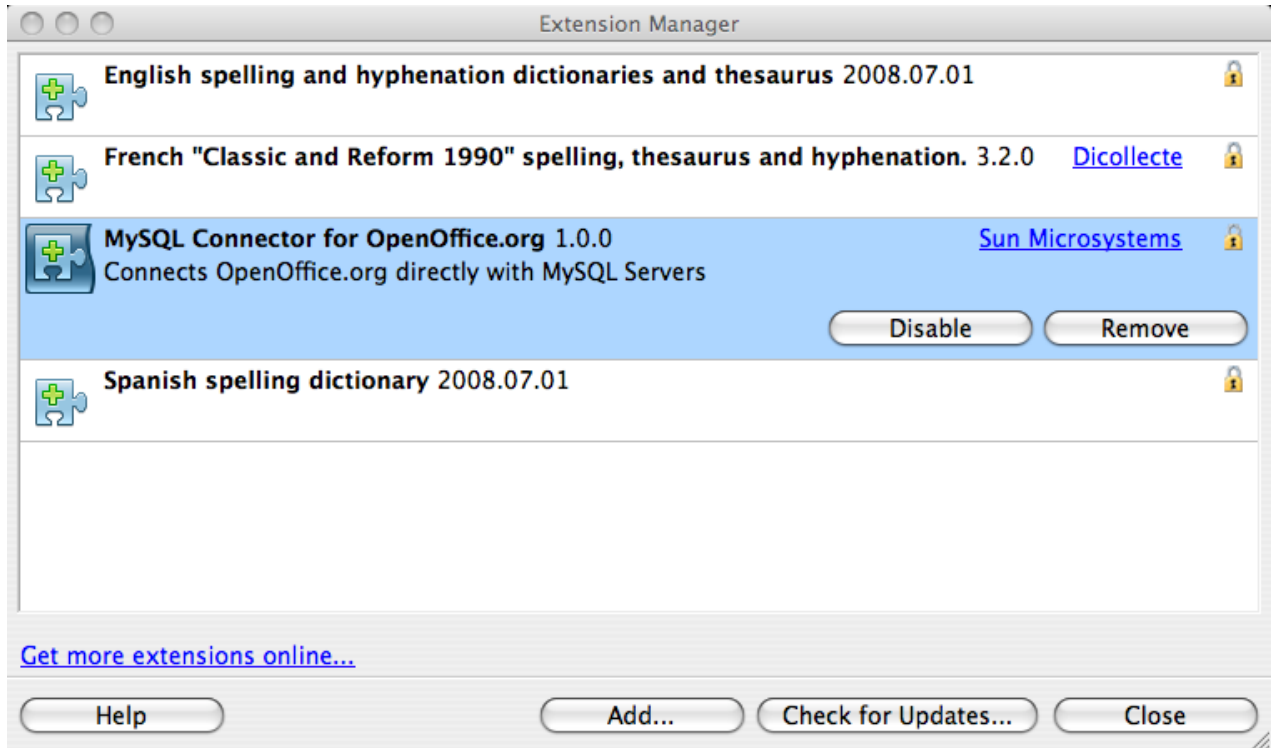 Extension Manager
English spelling and hyphenation dictionaries and thesaurus 2008.07.01
French "Classic and Reform 1990" spelling, thesaurus and hyphenation. 3.2.0 Dicollecte
MySQL Connector for OpenOffice.org 1.0.0 Sun Microsystems
Connects OpenOffice.org directly with MySQL Servers
Disable Remove
Spanish spelling dictionary 2008.07.01
Get more extensions online...
Help Add... Check for Updates... Close